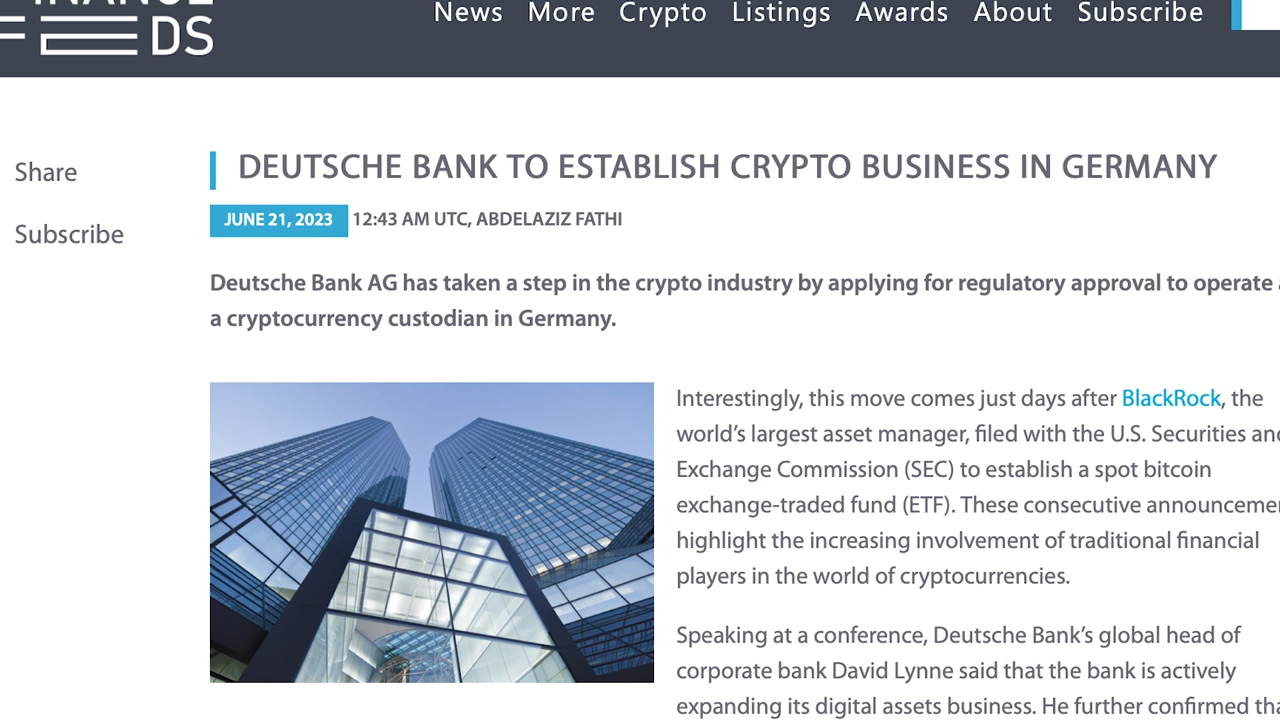 DS
News More Crypto Listings Awards About Subscribe
Share
Subscribe
DEUTSCHE BANK TO ESTABLISH CRYPTO BUSINESS IN GERMANY
JUNE 21, 2023 12:43 AM UTC, ABDELAZIZ FATHI
Deutsche Bank AG has taken a step in the crypto industry by applying for regulatory approval to operate
a cryptocurrency custodian in Germany.
Interestingly, this move comes just days after BlackRock, the
world’s largest asset manager, filed with the U.S. Securities
Exchange Commission (SEC) to establish a spot bitcoin
exchange-traded fund (ETF). These consecutive
highlight the increasing involvement of traditional financial
players in the world of cryptocurrencies.
Speaking at a conference, Deutsche Bank’s global head of
corporate bank David Lynne said that the bank is actively
expanding its digital assets business. He further confirmed